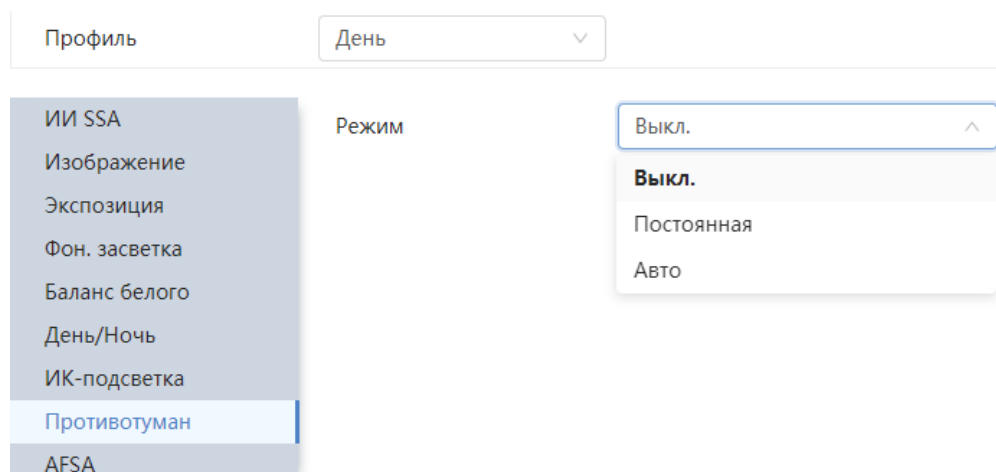 Профиль
День
ИИ SSA
Изображение
Экспозиция
Фон. засветка
Баланс белого
День/Ночь
ИК-подсветка
Противотуман
AFSA
Режим
Выкл.
Выкл.
Постоянная
Авто